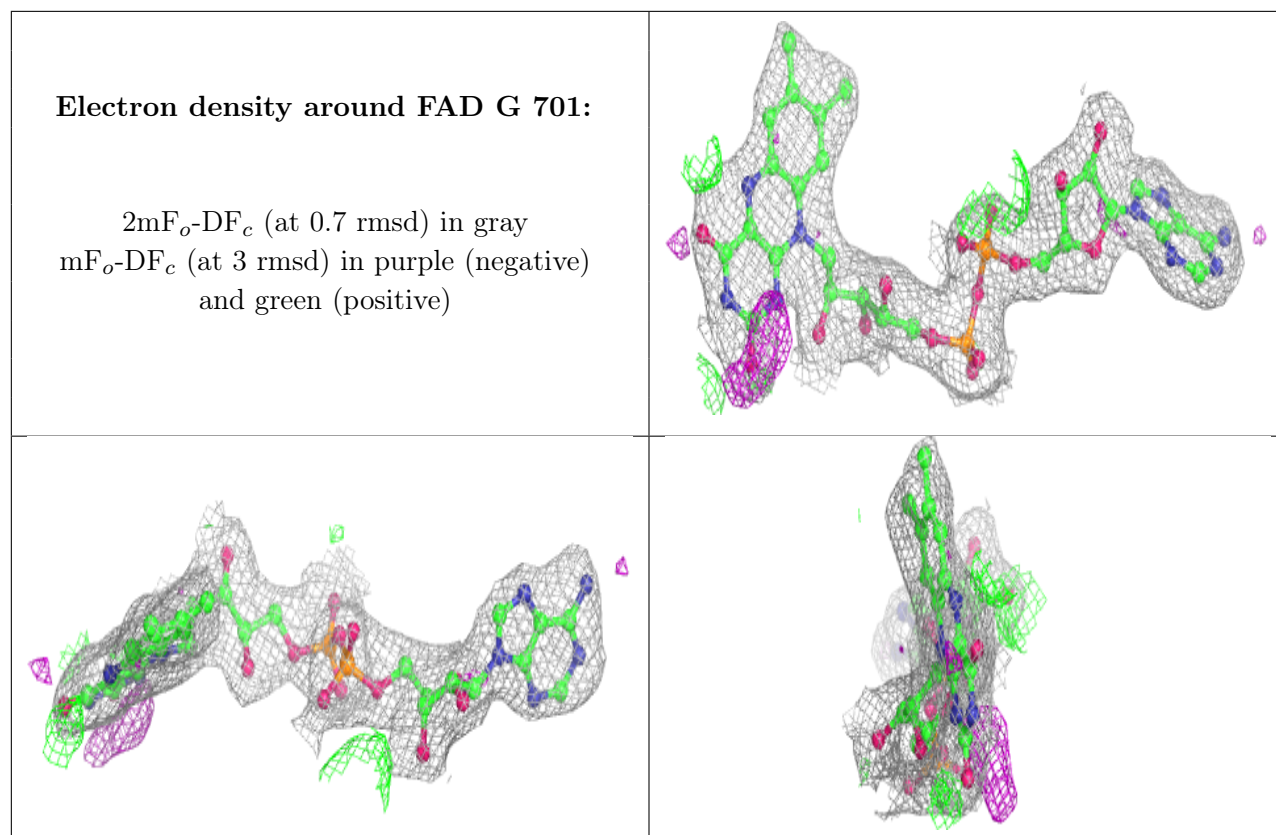 Electron density around FAD G 701:
2mFₒ-DF𝒸 (at 0.7 rmsd) in gray
mFₒ-DF𝒸 (at 3 rmsd) in purple (negative)
and green (positive)